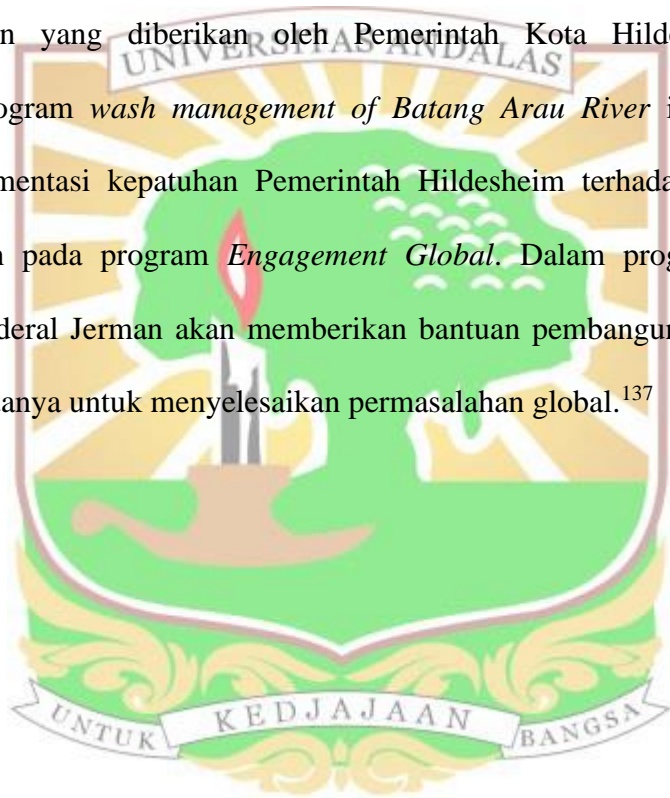 n yang diberikan oleh Pemerintah Kota Hild
UNIVERSITAS ANDALAS
ogram wash management of Batang Arau River i
mentasi kepatuhan Pemerintah Hildesheim terhada
n pada program Engagement Global. Dalam prog
deral Jerman akan memberikan bantuan pembangu
tanya untuk menyelesaikan permasalahan global.137
UNTUK KEDJAJAAN BANGSA